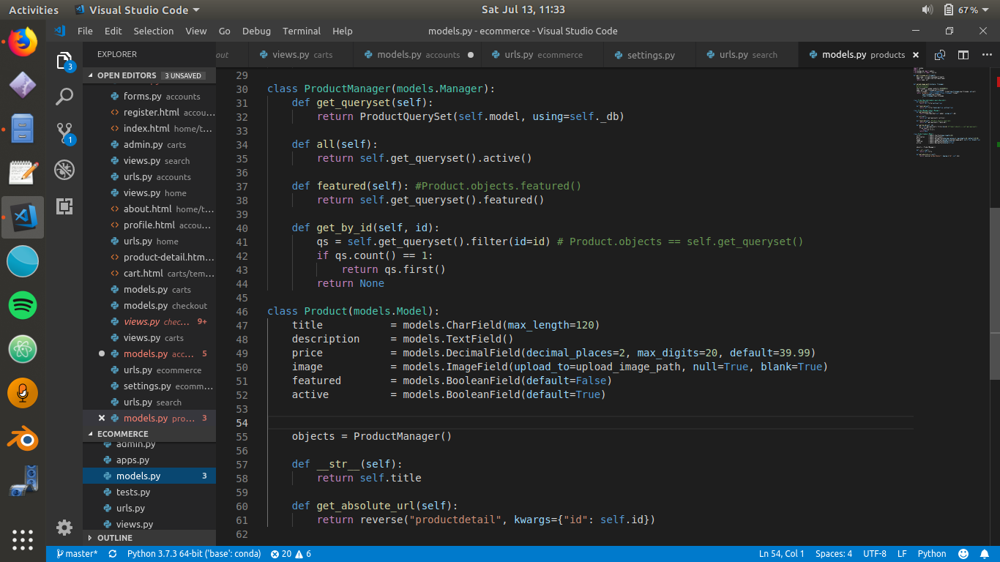 Activities Visual Studio Code Sat Jul 13, 11:33 67%
File Edit Selection View Go Debug Terminal Help models.py - ecommerce - Visual Studio Code
EXPLORER
out views.py carts models.py accounts urls.py ecommerce settings.py urls.py search models.py products
3
1
OPEN EDITORS 3 UNSAVED
forms.py accounts
register.html accou...
index.html home/t...
admin.py carts
views.py search
urls.py accounts
views.py home
about.html home/t...
profile.html accou...
urls.py home
product-detail.htm...
cart.html carts/tem...
models.py carts
models.py checkout
views.py chec... 9+
views.py carts
models.py acc... 5
urls.py ecommerce
settings.py ecomm...
urls.py search
models.py pro... 3
ECOMMERCE
admin.py
apps.py
models.py 3
tests.py
urls.py
views.py
OUTLINE
29
30 class ProductManager(models.Manager):
31 def get_queryset(self):
32 return ProductQuerySet(self.model, using=self._db)
33
34 def all(self):
35 return self.get_queryset().active()
36
37 def featured(self): #Product.objects.featured()
38 return self.get_queryset().featured()
39
40 def get_by_id(self, id):
41 qs = self.get_queryset().filter(id=id) # Product.objects == self.get_queryset()
42 if qs.count() == 1:
43 return qs.first()
44 return None
45
46 class Product(models.Model):
47 title = models.CharField(max_length=120)
48 description = models.TextField()
49 price = models.DecimalField(decimal_places=2, max_digits=20, default=39.99)
50 image = models.ImageField(upload_to=upload_image_path, null=True, blank=True)
51 featured = models.BooleanField(default=False)
52 active = models.BooleanField(default=True)
53
54
55 objects = ProductManager()
56
57 def __str__(self):
58 return self.title
59
60 def get_absolute_url(self):
61 return reverse("productdetail", kwargs={"id": self.id})
62
master* Python 3.7.3 64-bit ('base': conda) 20 6 Ln 54, Col 1 Spaces: 4 UTF-8 LF Python